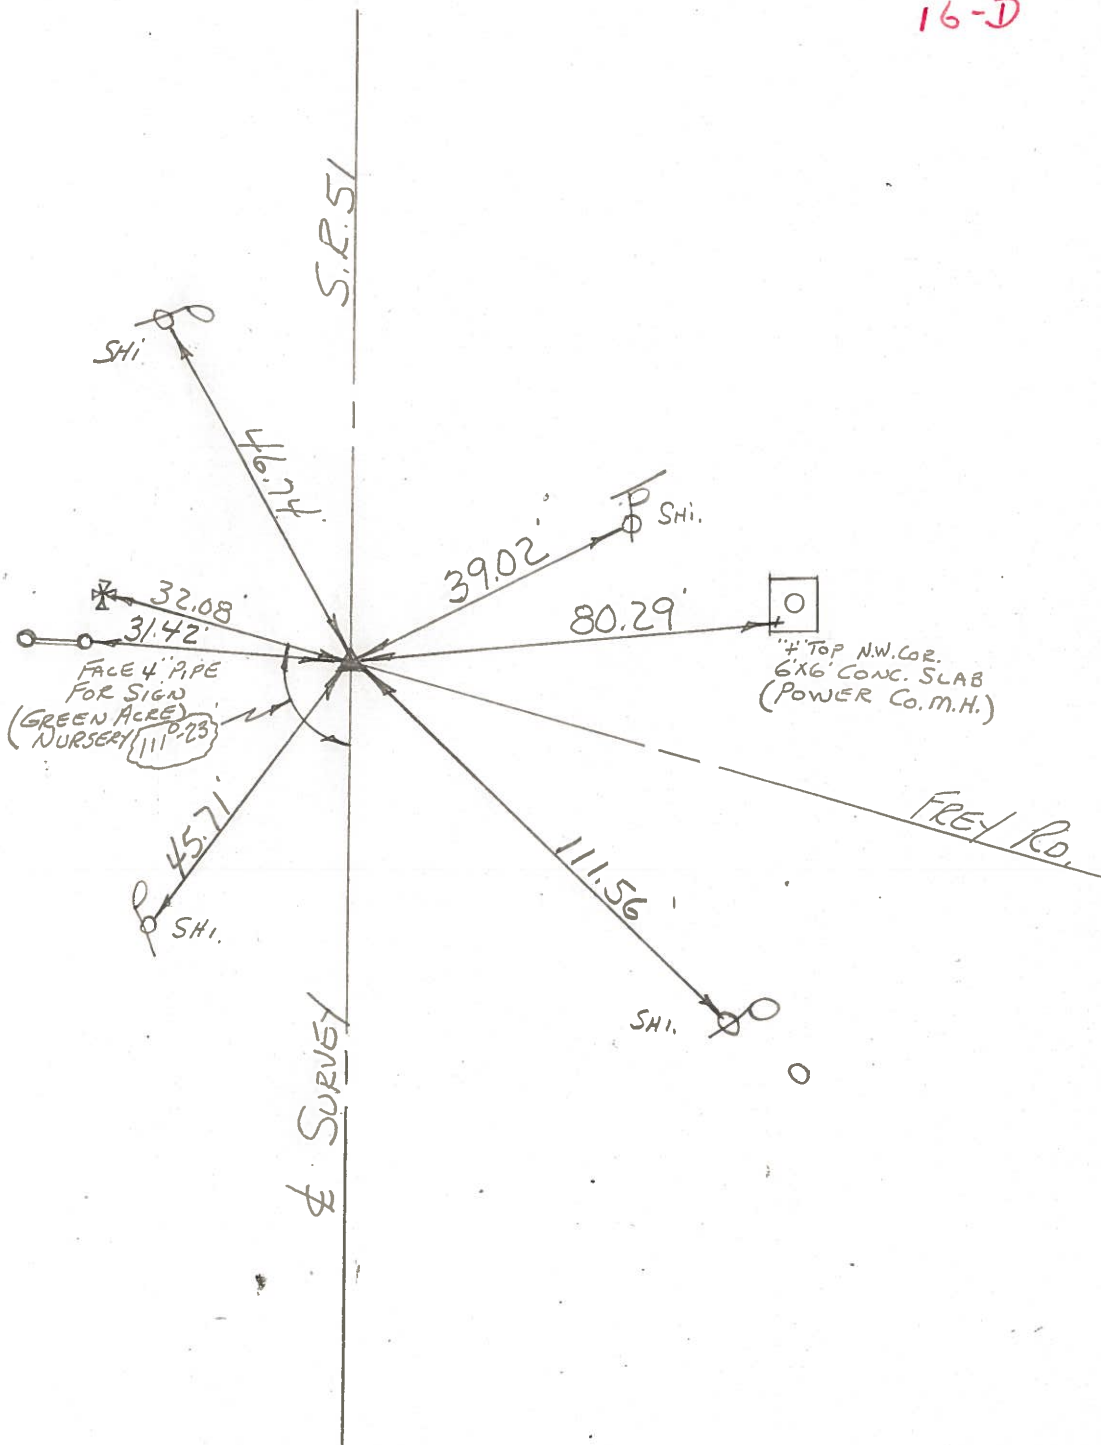 16-D
S.R. 51
SHi
42.94'
39.02'
SHi.
32.08'
31.42'
80.29'
FACE 4" PIPE
FOR SIGN
(GREEN ACRE)
( NURSERY
111°-23'
"+" TOP N.W. COR.
6'X6' CONC. SLAB
(POWER CO. M.H.)
45.71'
SHi.
FREY RD.
111.56'
SHi.
℄ SURVEY